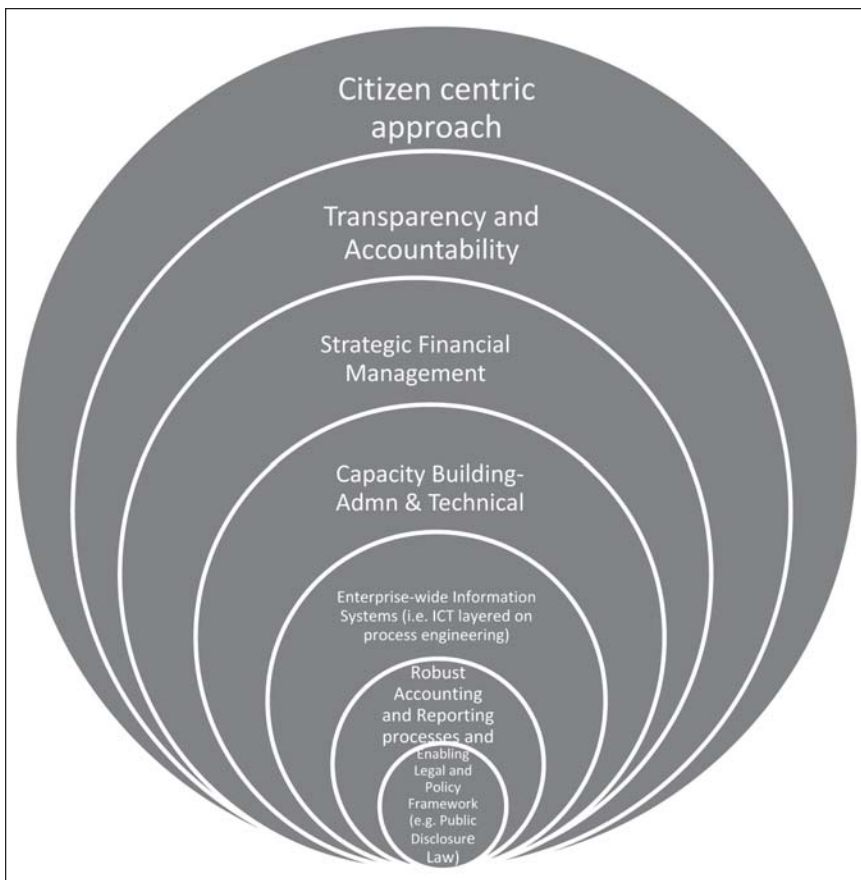 Citizen centric
approach
Transparency and
Accountability
Strategic Financial
Management
Capacity Building-
Admn & Technical
Enterprise-wide Information
Systems (i.e. ICT layered on
process engineering)
Robust
Accounting
and Reporting
processes and
Enabling
Legal and
Policy
Framework
(e.g. Public
Disclosure
Law)